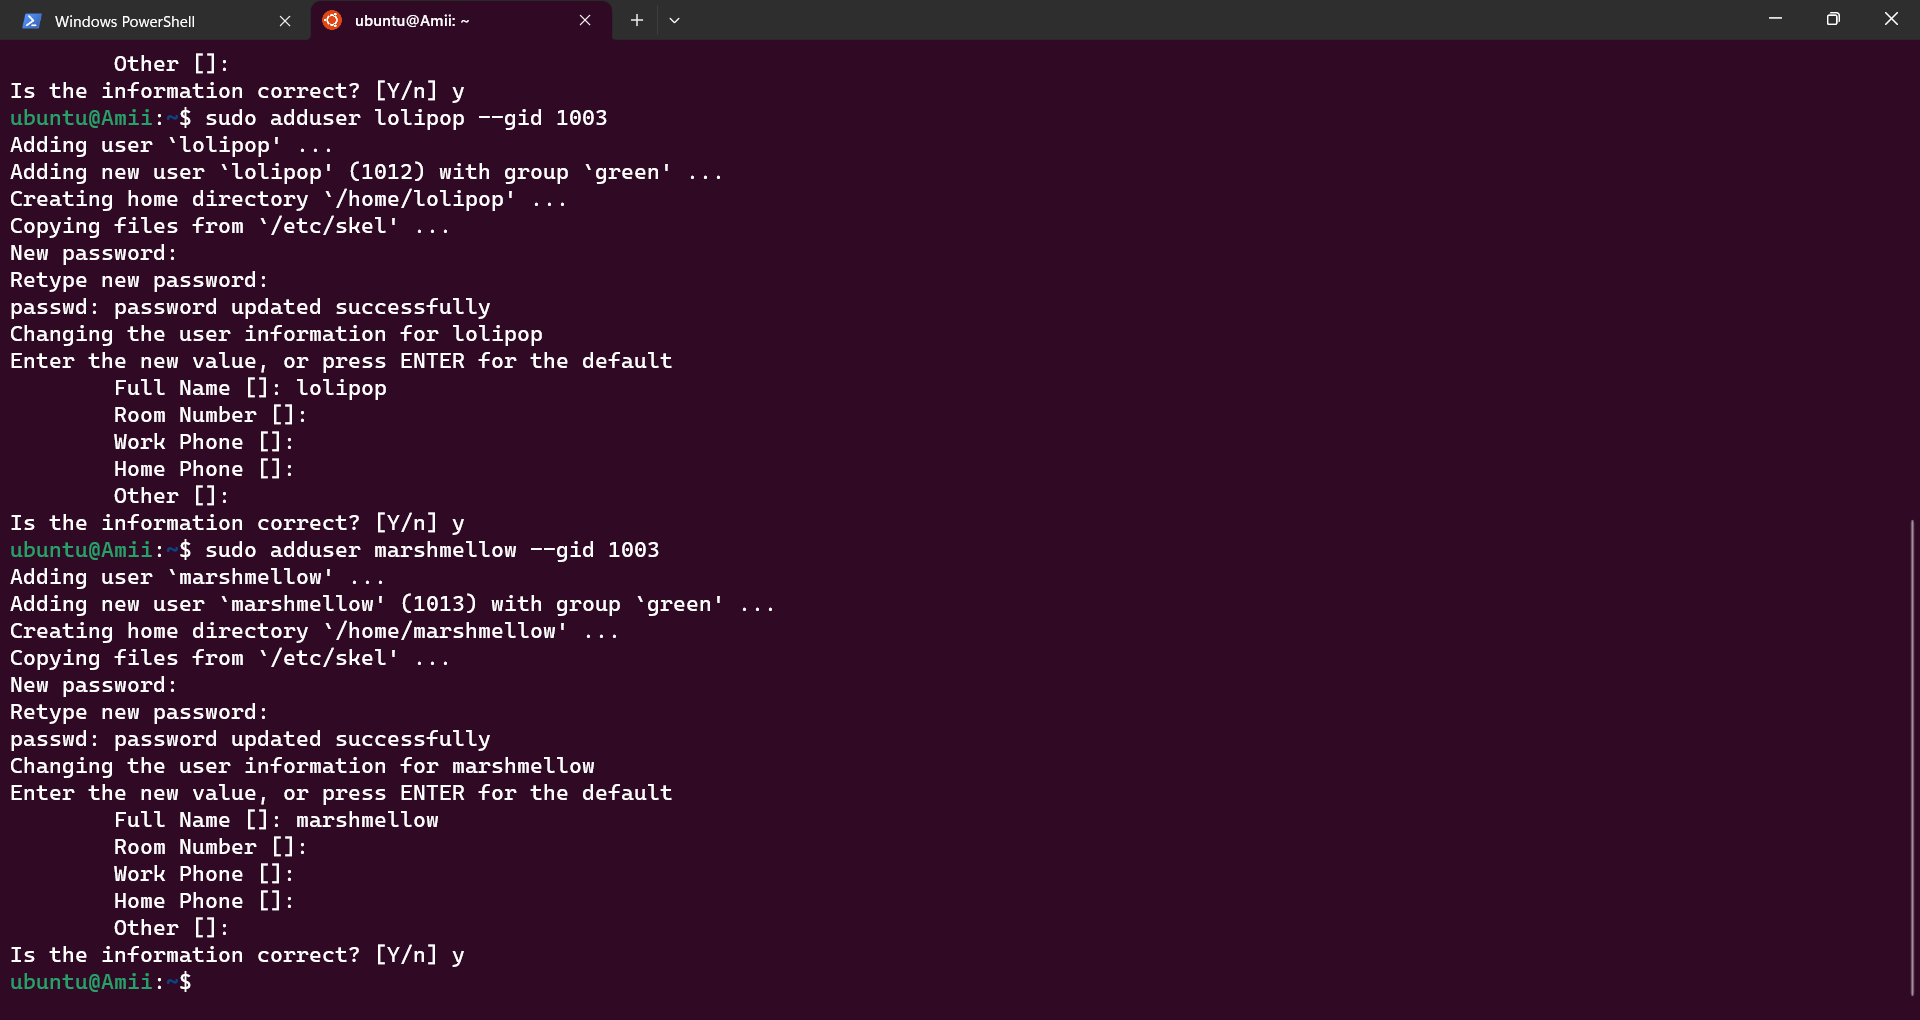 Windows PowerShell
ubuntu@Amii: ~
        Other []:
Is the information correct? [Y/n] y
ubuntu@Amii:~$ sudo adduser lolipop --gid 1003
Adding user `lolipop' ...
Adding new user `lolipop' (1012) with group `green' ...
Creating home directory `/home/lolipop' ...
Copying files from `/etc/skel' ...
New password:
Retype new password:
passwd: password updated successfully
Changing the user information for lolipop
Enter the new value, or press ENTER for the default
        Full Name []: lolipop
        Room Number []:
        Work Phone []:
        Home Phone []:
        Other []:
Is the information correct? [Y/n] y
ubuntu@Amii:~$ sudo adduser marshmellow --gid 1003
Adding user `marshmellow' ...
Adding new user `marshmellow' (1013) with group `green' ...
Creating home directory `/home/marshmellow' ...
Copying files from `/etc/skel' ...
New password:
Retype new password:
passwd: password updated successfully
Changing the user information for marshmellow
Enter the new value, or press ENTER for the default
        Full Name []: marshmellow
        Room Number []:
        Work Phone []:
        Home Phone []:
        Other []:
Is the information correct? [Y/n] y
ubuntu@Amii:~$